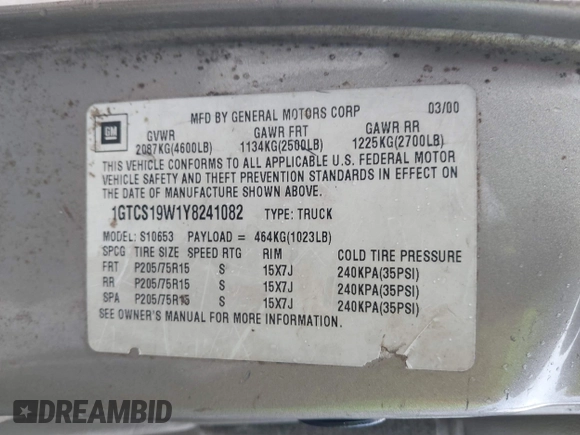 MFD BY GENERAL MOTORS CORP 03/00
GM
GVWR GAWR FRT GAWR RR
2087KG(4600LB) 1134KG(2500LB) 1225KG(2700LB)
THIS VEHICLE CONFORMS TO ALL APPLICABLE U.S. FEDERAL MOTOR
VEHICLE SAFETY AND THEFT PREVENTION STANDARDS IN EFFECT ON
THE DATE OF MANUFACTURE SHOWN ABOVE.
1GTCS19W1Y8241082 TYPE: TRUCK
MODEL: S10653 PAYLOAD = 464KG(1023LB)
SPCG TIRE SIZE SPEED RTG RIM COLD TIRE PRESSURE
FRT P205/75R15 S 15X7J 240KPA(35PSI)
RR P205/75R15 S 15X7J 240KPA(35PSI)
SPA P205/75R15 S 15X7J 240KPA(35PSI)
SEE OWNER'S MANUAL FOR MORE INFORMATION.
DREAMBID